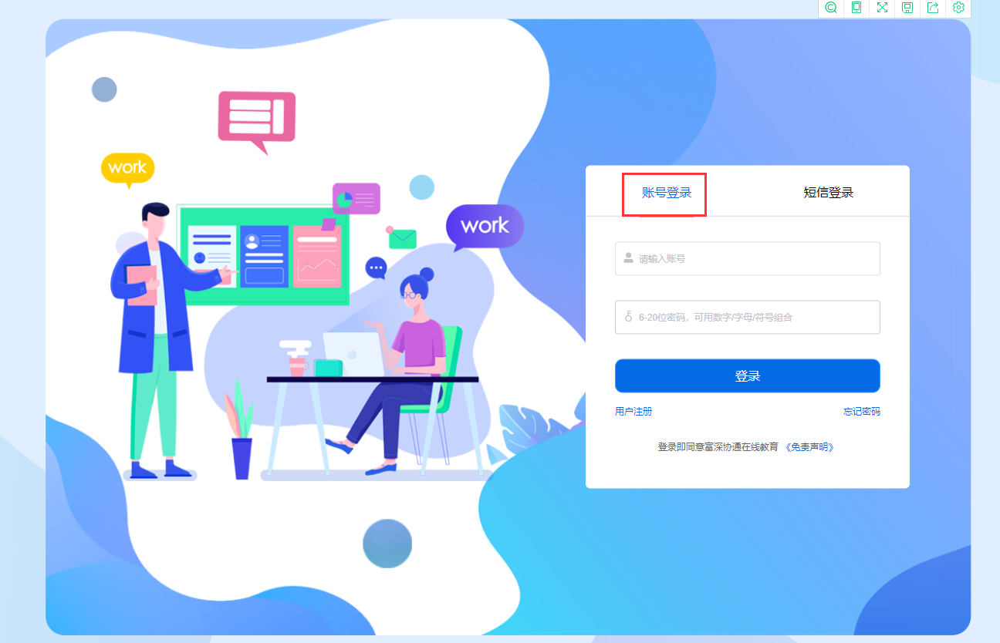 work
work
账号登录
短信登录
请输入账号
6-20位密码，可用数字/字母/符号组合
登录
用户注册
忘记密码
登录即同意富深协通在线教育 《免责声明》